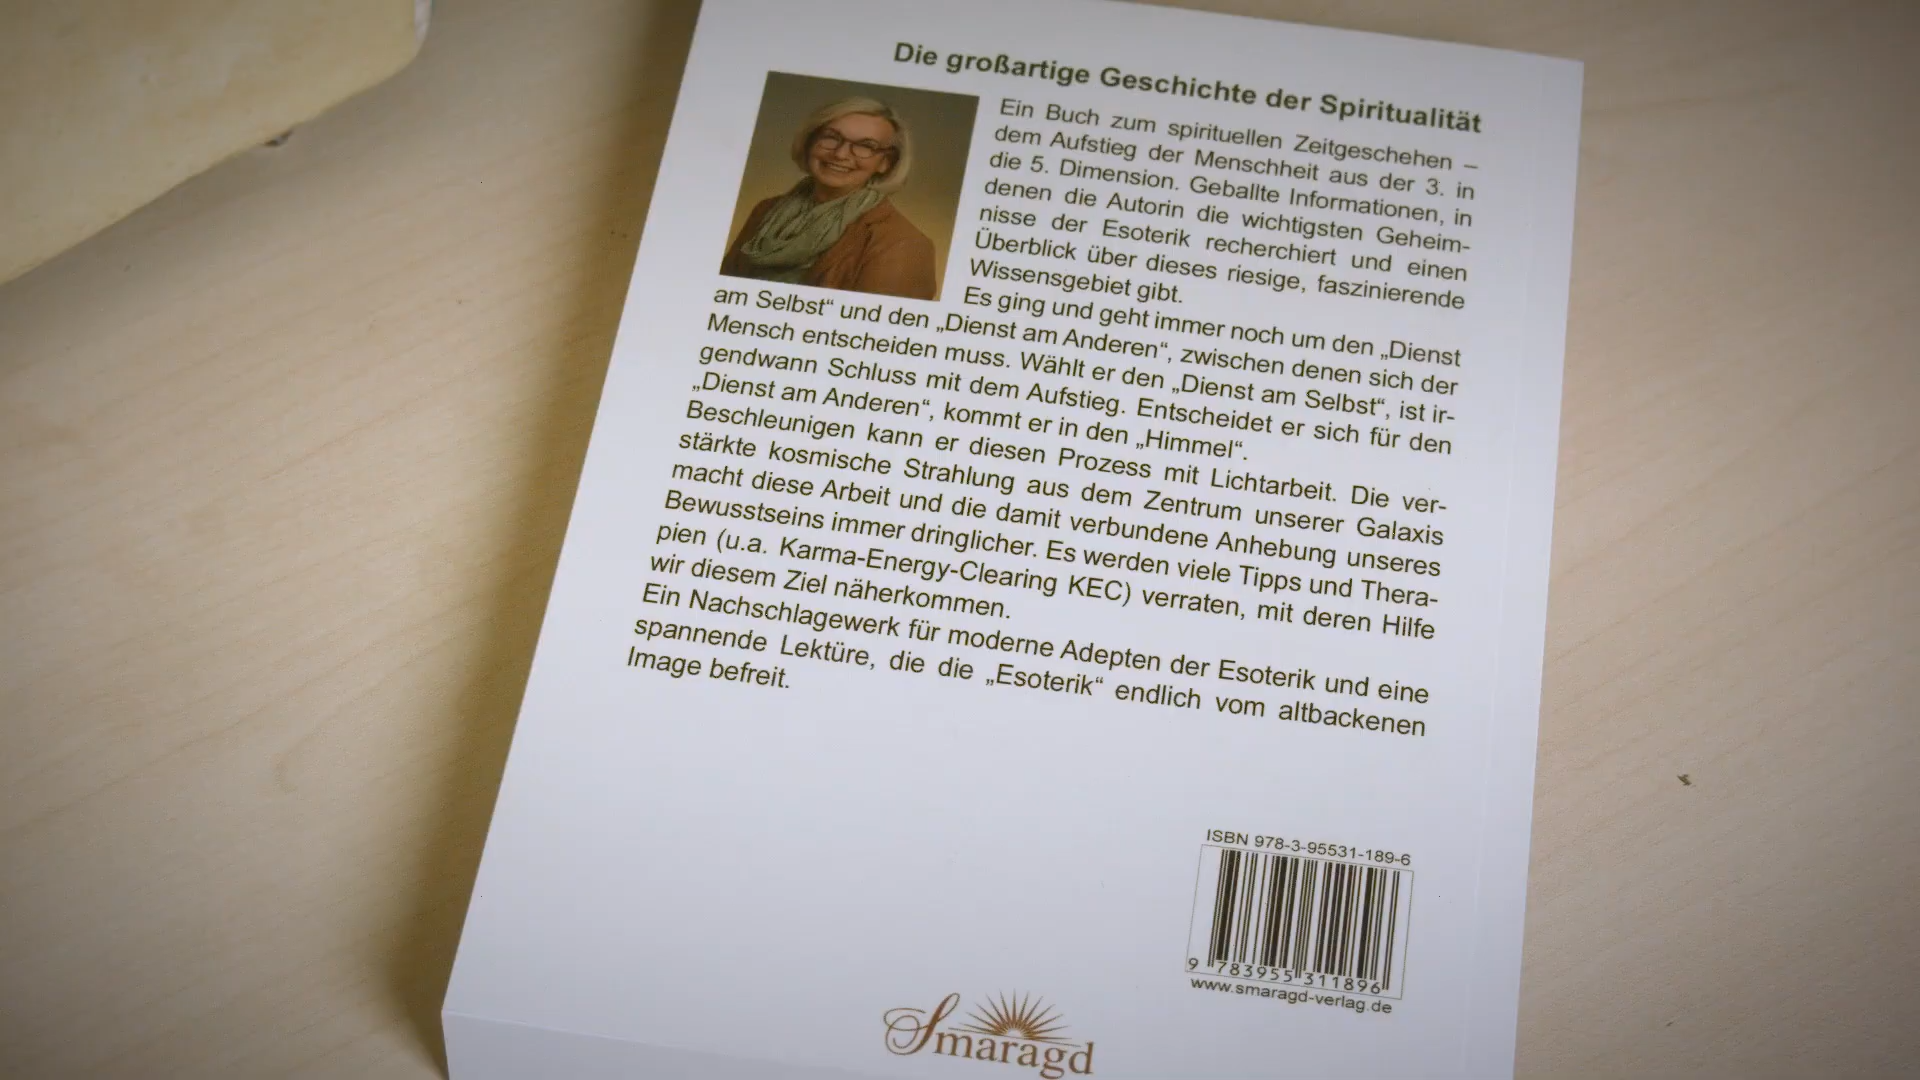 Die großartige Geschichte der Spiritualität
Ein Buch zum spirituellen Zeitgeschehen –
dem Aufstieg der Menschheit aus der 3. in
die 5. Dimension. Geballte Informationen, in
denen die Autorin die wichtigsten Geheim-
nisse der Esoterik recherchiert und einen
Überblick über dieses riesige, faszinierende
Wissensgebiet gibt.
Es ging und geht immer noch um den „Dienst
am Selbst“ und den „Dienst am Anderen“, zwischen denen sich der
Mensch entscheiden muss. Wählt er den „Dienst am Selbst“, ist ir-
gendwann Schluss mit dem Aufstieg. Entscheidet er sich für den
„Dienst am Anderen“, kommt er in den „Himmel“.
Beschleunigen kann er diesen Prozess mit Lichtarbeit. Die ver-
stärkte kosmische Strahlung aus dem Zentrum unserer Galaxis
macht diese Arbeit und die damit verbundene Anhebung unseres
Bewusstseins immer dringlicher. Es werden viele Tipps und Thera-
pien (u.a. Karma-Energy-Clearing KEC) verraten, mit deren Hilfe
wir diesem Ziel näherkommen.
Ein Nachschlagewerk für moderne Adepten der Esoterik und eine
spannende Lektüre, die die „Esoterik“ endlich vom altbackenen
Image befreit.
ISBN 978-3-95531-189-6
9 783955 311896
www.smaragd-verlag.de
Smaragd